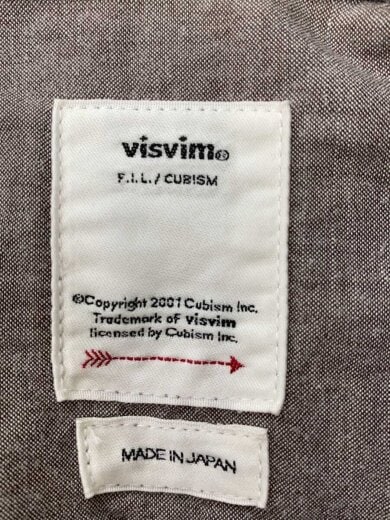 visvim®
F.I.L./CUBISM
©Copyright 2001 Cubism Inc.
Trademark of visvim
licensed by Cubism Inc.
MADE IN JAPAN